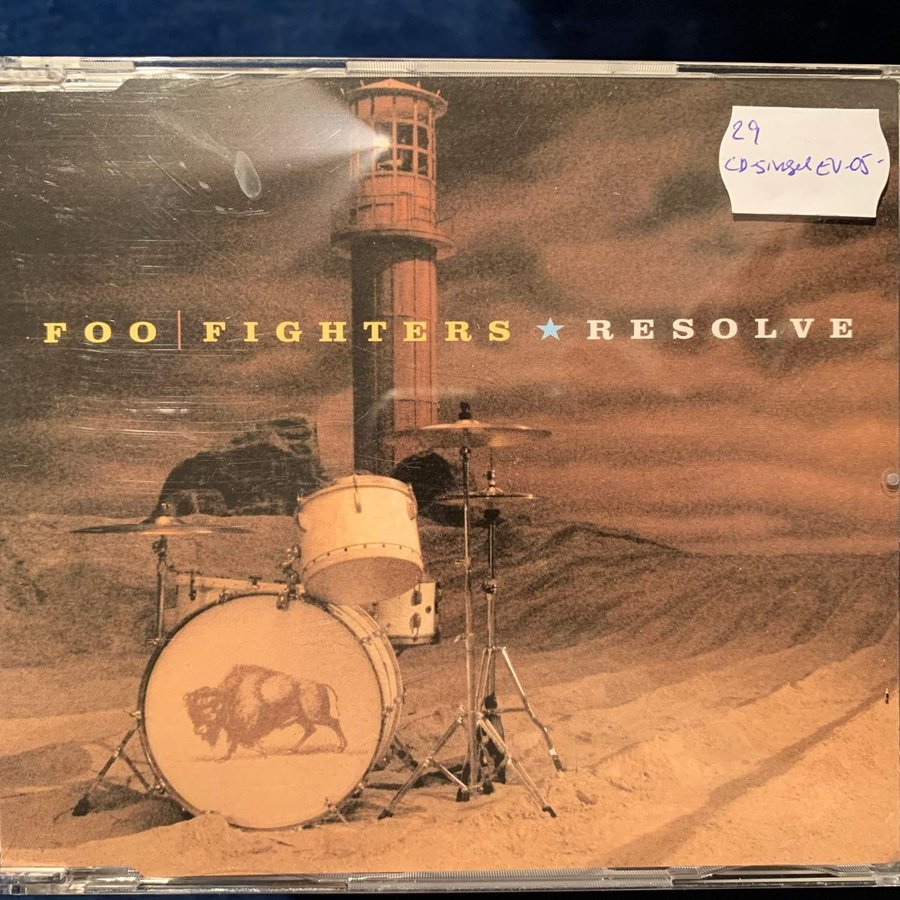 29
CD-singel EV-05-
FOO | FIGHTERS ★ RESOLVE